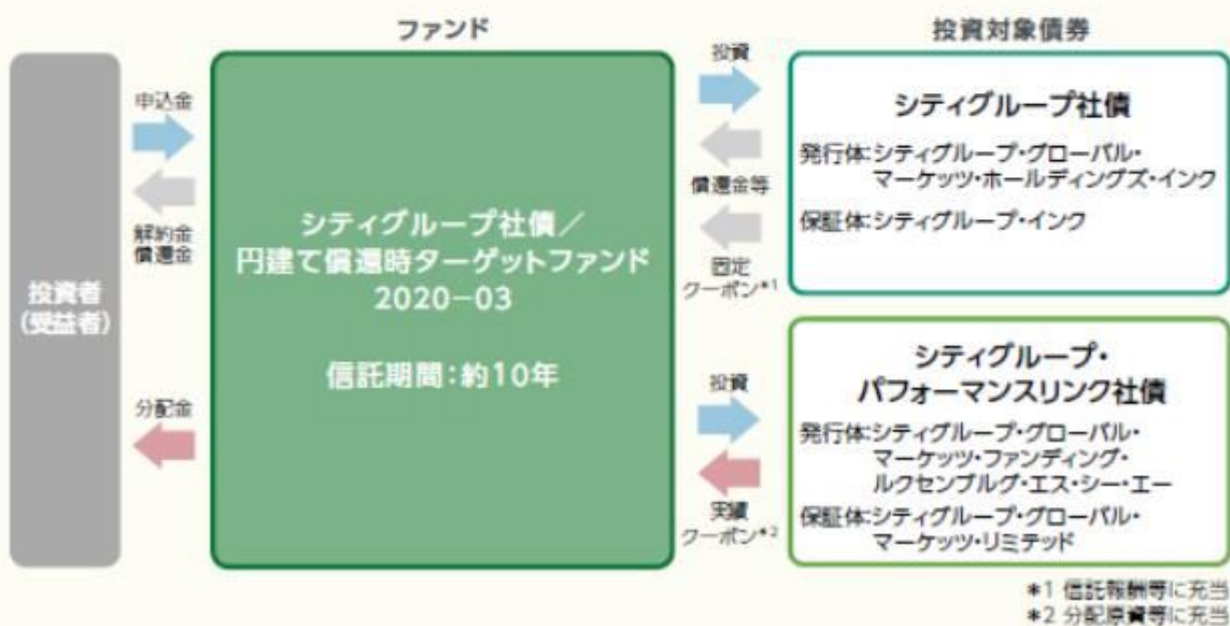 ファンド
投資対象債券
投資者
(受益者)
申込金
解約金
償還金
分配金
シティグループ社債／
円建て償還時ターゲットファンド
2020−03
信託期間：約10年
投資
償還金等
固定
クーポン*1
投資
実績
クーポン*2
シティグループ社債
発行体:シティグループ・グローバル・
マーケッツ・ホールディングズ・インク
保証体:シティグループ・インク
シティグループ・
パフォーマンスリンク社債
発行体:シティグループ・グローバル・
マーケッツ・ファンディング・
ルクセンブルグ・エス・シー・エー
保証体:シティグループ・グローバル・
マーケッツ・リミテッド
*1 信託報酬等に充当
*2 分配原資等に充当